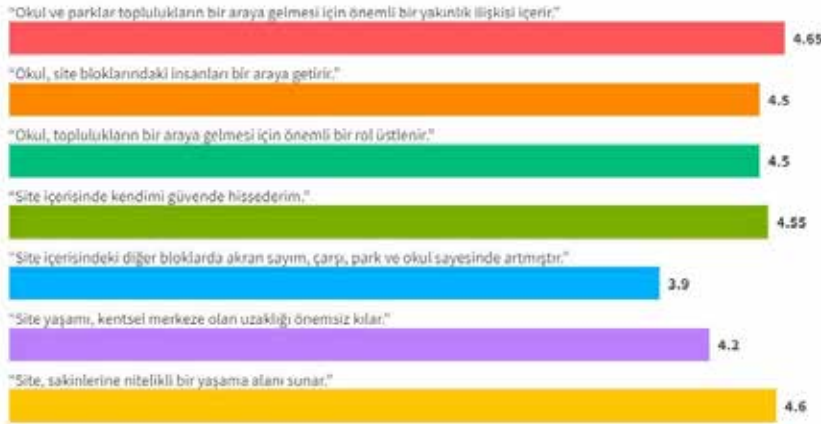 "Okul ve parklar toplulukların bir araya gelmesi için önemli bir yakınlık ilişkisi içerir."
4.65
"Okul, site bloklarındaki insanları bir araya getirir."
4.5
"Okul, toplulukların bir araya gelmesi için önemli bir rol üstlenir."
4.5
"Site içerisinde kendimi güvende hissederim."
4.55
"Site içerisindeki diğer bloklarda akran sayım, çarşı, park ve okul sayesinde artmıştır."
3.9
"Site yaşamı, kentsel merkeze olan uzaklığı önemsiz kılar."
4.2
"Site, sakinlerine nitelikli bir yaşama alanı sunar."
4.6